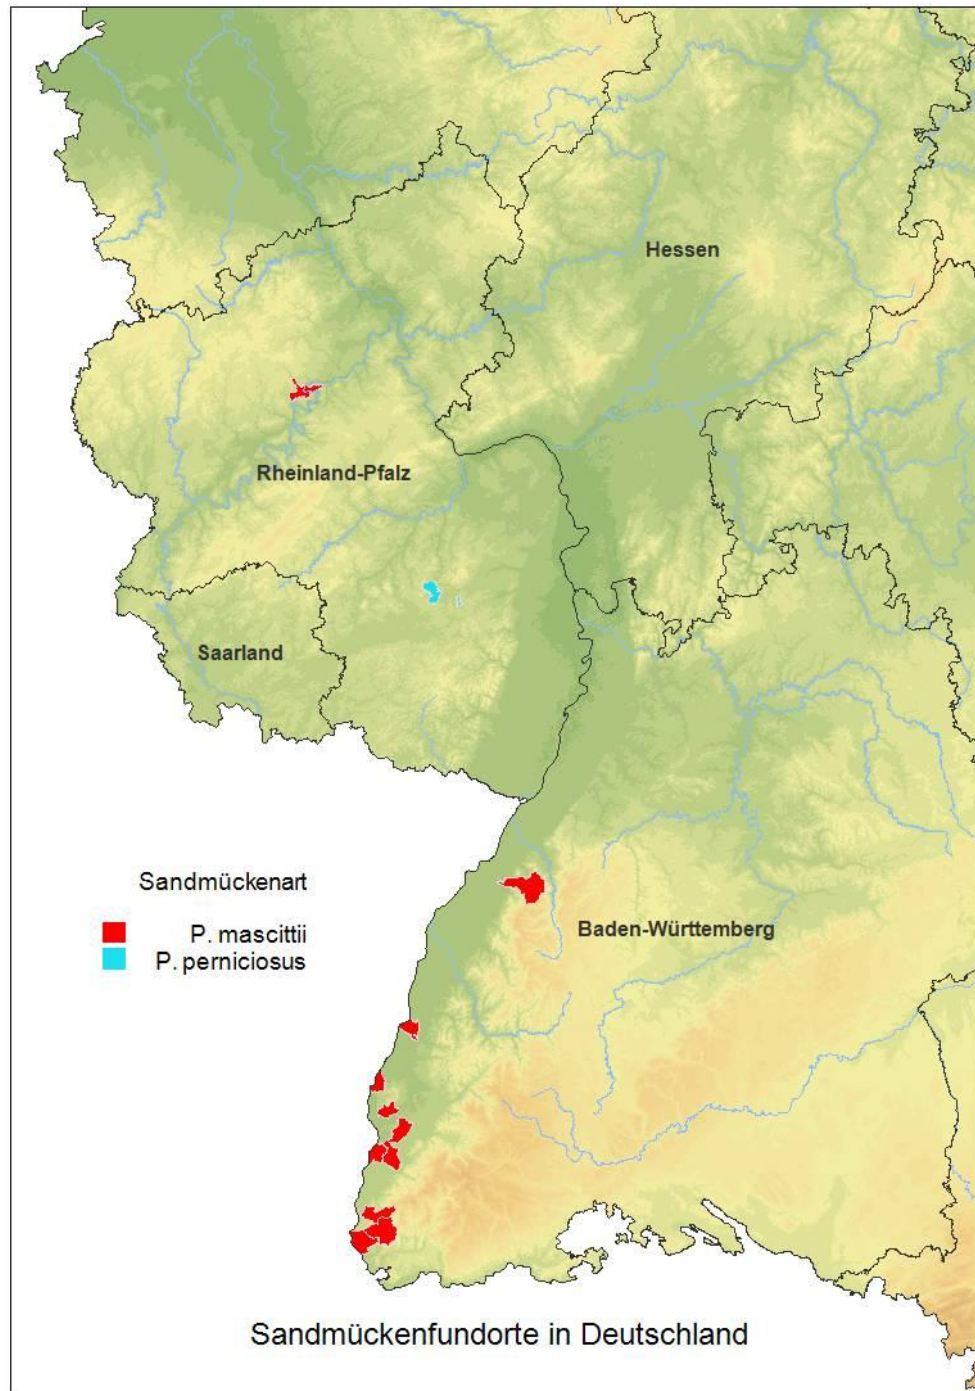 Hessen
Rheinland-Pfalz
Saarland
Sandmückenart
P. mascittii
P. perniciosus
Baden-Württemberg
Sandmückenfundorte in Deutschland